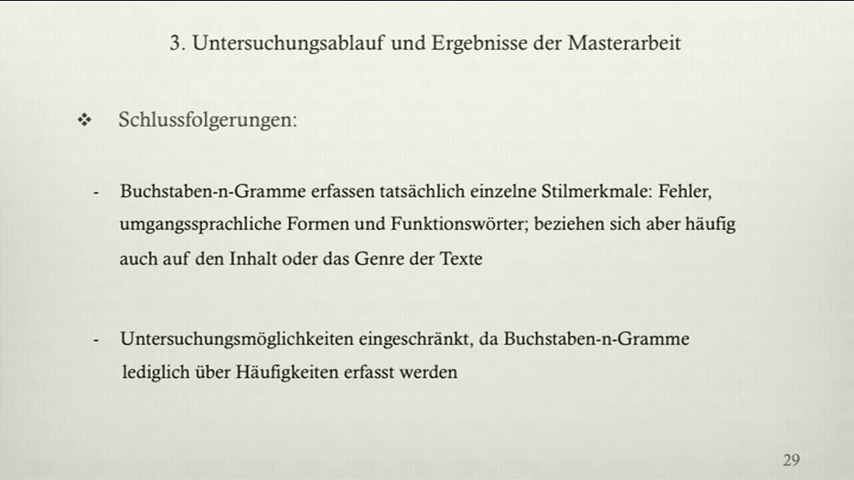 3. Untersuchungsablauf und Ergebnisse der Masterarbeit
❖ Schlussfolgerungen:
- Buchstaben-n-Gramme erfassen tatsächlich einzelne Stilmerkmale: Fehler,
umgangssprachliche Formen und Funktionswörter; beziehen sich aber häufig
auch auf den Inhalt oder das Genre der Texte
- Untersuchungsmöglichkeiten eingeschränkt, da Buchstaben-n-Gramme
lediglich über Häufigkeiten erfasst werden
29